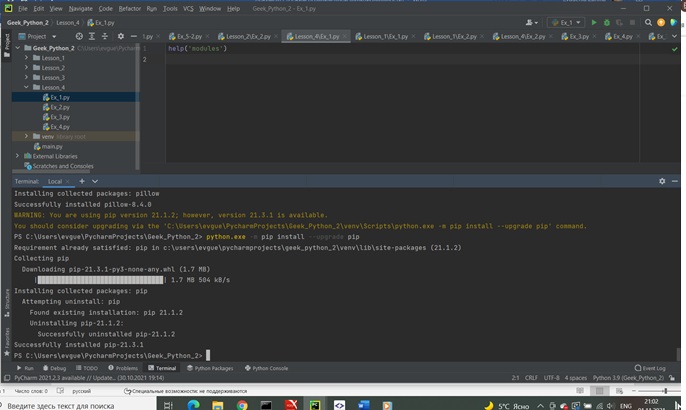 File Edit View Navigate Code Refactor Run Tools VCS Window Help Geek_Python_2 - Ex_1.py
Geek_Python_2 Lesson_4 Ex_1.py
Ex_1
Project
1.py Ex_5-2.py Lesson_2\Ex_2.py Lesson_4\Ex_1.py Lesson_1\Ex_1.py Lesson_1\Ex_2.py Lesson_4\Ex_2.py Ex_3.py Ex_4.py Ex_
Geek_Python_2
Lesson_1
Lesson_2
Lesson_3
Lesson_4
Ex_1.py
Ex_2.py
Ex_3.py
Ex_4.py
venv library root
main.py
External Libraries
Scratches and Consoles
1 help('modules')
2
Project
Structure
Favorites
Terminal: Local
Installing collected packages: pillow
Successfully installed pillow-8.4.0
WARNING: You are using pip version 21.1.2; however, version 21.3.1 is available.
You should consider upgrading via the 'C:\Users\evgue\PycharmProjects\Geek_Python_2\venv\Scripts\python.exe -m pip install --upgrade pip' command.
PS C:\Users\evgue\PycharmProjects\Geek_Python_2> python.exe -m pip install --upgrade pip
Requirement already satisfied: pip in c:\users\evgue\pycharmprojects\geek_python_2\venv\lib\site-packages (21.1.2)
Collecting pip
Downloading pip-21.3.1-py3-none-any.whl (1.7 MB)
1.7 MB 504 kB/s
Installing collected packages: pip
Attempting uninstall: pip
Found existing installation: pip 21.1.2
Uninstalling pip-21.1.2:
Successfully uninstalled pip-21.1.2
Successfully installed pip-21.3.1
PS C:\Users\evgue\PycharmProjects\Geek_Python_2>
Run Debug TODO Problems Terminal Python Packages Python Console Event Log
PyCharm 2021.2.3 available // Update... (30.10.2021 19:14) 2:1 CRLF UTF-8 4 spaces Python 3.9 (Geek_Python_2)
Число слов: 0 русский Специальные возможности: не поддерживаются
Введите здесь текст для поиска 5°C Ясно ENG 21:02